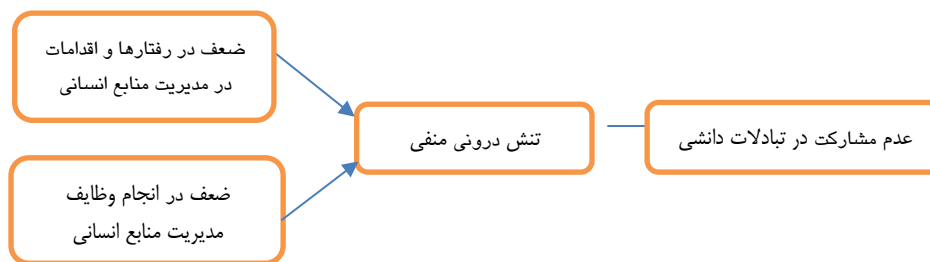 ضعف در رفتارها و اقدامات
در مدیریت منابع انسانی
تنش درونی منفی
عدم مشارکت در تبادلات دانشی
ضعف در انجام وظایف
مدیریت منابع انسانی